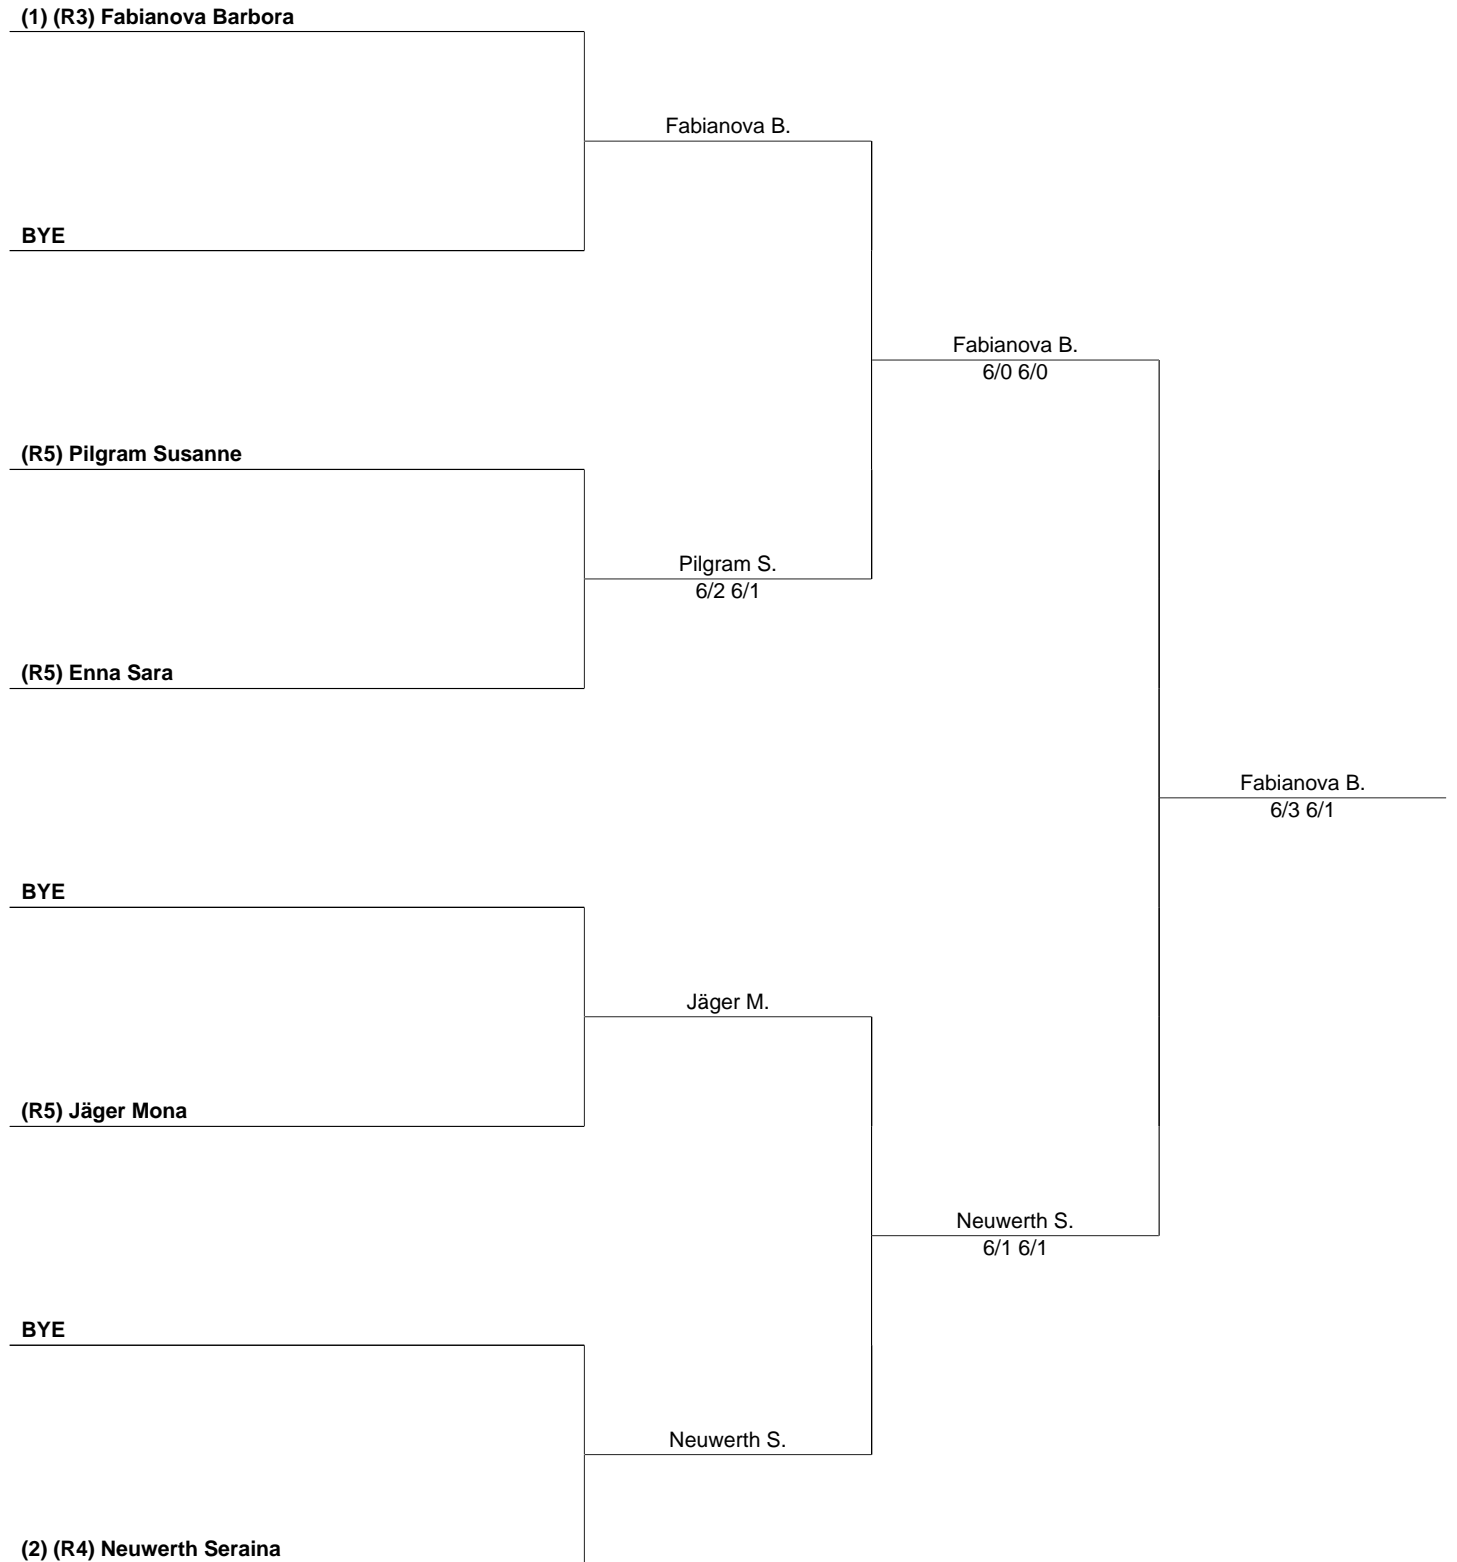 (1) (R3) Fabianova Barbora
Fabianova B.
BYE
Fabianova B.
6/0 6/0
(R5) Pilgram Susanne
Pilgram S.
6/2 6/1
(R5) Enna Sara
Fabianova B.
6/3 6/1
BYE
Jäger M.
(R5) Jäger Mona
Neuwerth S.
6/1 6/1
BYE
Neuwerth S.
(2) (R4) Neuwerth Seraina